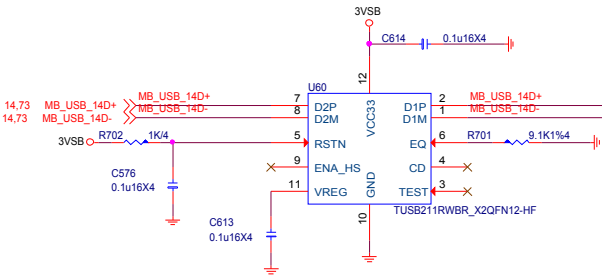 3VSB
C614 0.1u16X4
12
U60
14,73 MB_USB_14D+ MB_USB_14D+ 7 D2P VCC33 D1P 2 MB_USB_14D+
14,73 MB_USB_14D- MB_USB_14D- 8 D2M D1M 1 MB_USB_14D-
3VSB R702 1K/4 5 RSTN EQ 6 R701 9.1K1%4
9 ENA_HS CD 4
C576
0.1u16X4
11 VREG GND TEST 3
TUSB211RWBR_X2QFN12-HF
10
C613
0.1u16X4